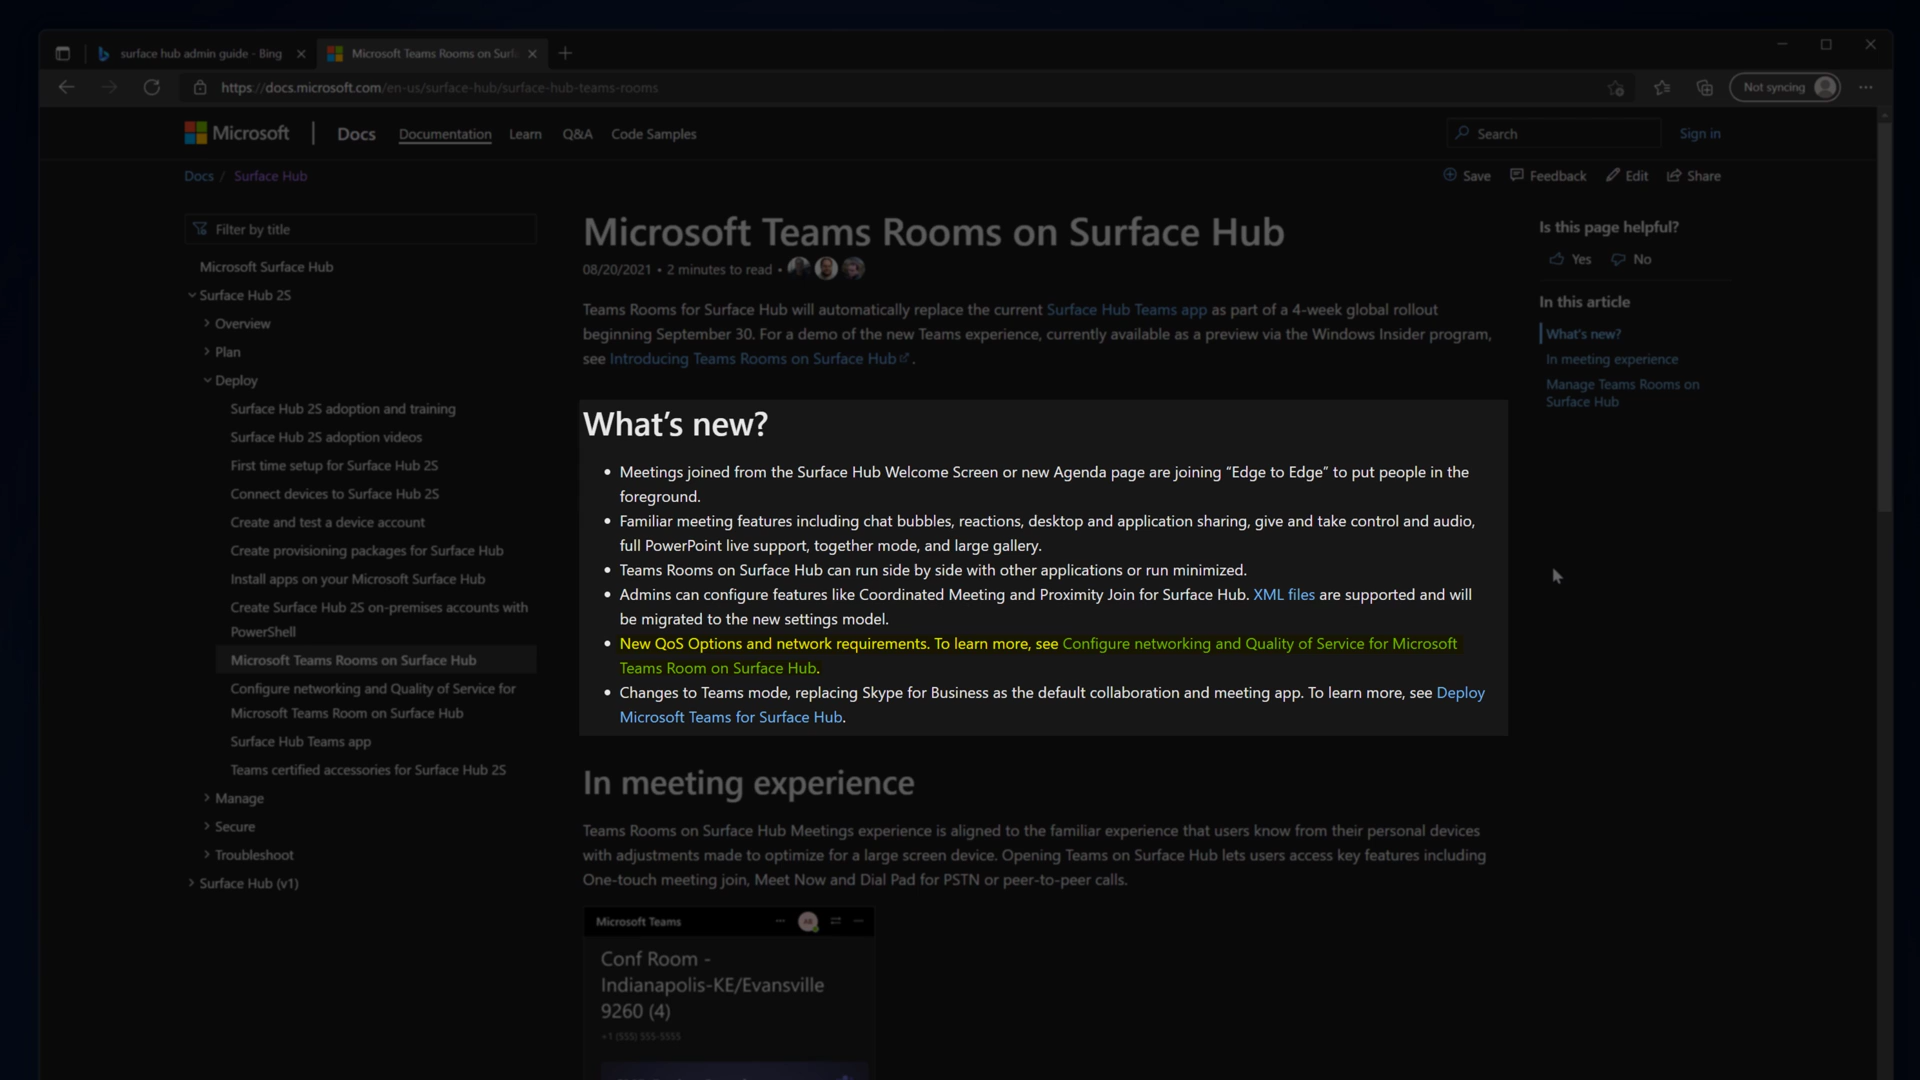 surface hub admin guide - Bing
Microsoft Teams Rooms on Surf
https://docs.microsoft.com/en-us/surface-hub/surface-hub-teams-rooms
Not syncing
Microsoft
Docs
Documentation
Learn
Q&A
Code Samples
Search
Sign in
Docs / Surface Hub
Save
Feedback
Edit
Share
Filter by title
Microsoft Surface Hub
Surface Hub 2S
Overview
Plan
Deploy
Surface Hub 2S adoption and training
Surface Hub 2S adoption videos
First time setup for Surface Hub 2S
Connect devices to Surface Hub 2S
Create and test a device account
Create provisioning packages for Surface Hub
Install apps on your Microsoft Surface Hub
Create Surface Hub 2S on-premises accounts with
PowerShell
Microsoft Teams Rooms on Surface Hub
Configure networking and Quality of Service for
Microsoft Teams Room on Surface Hub
Surface Hub Teams app
Teams certified accessories for Surface Hub 2S
Manage
Secure
Troubleshoot
Surface Hub (v1)
Microsoft Teams Rooms on Surface Hub
08/20/2021 • 2 minutes to read •
Teams Rooms for Surface Hub will automatically replace the current Surface Hub Teams app as part of a 4-week global rollout
beginning September 30. For a demo of the new Teams experience, currently available as a preview via the Windows Insider program,
see Introducing Teams Rooms on Surface Hub .
What's new?
• Meetings joined from the Surface Hub Welcome Screen or new Agenda page are joining “Edge to Edge” to put people in the
foreground.
• Familiar meeting features including chat bubbles, reactions, desktop and application sharing, give and take control and audio,
full PowerPoint live support, together mode, and large gallery.
• Teams Rooms on Surface Hub can run side by side with other applications or run minimized.
• Admins can configure features like Coordinated Meeting and Proximity Join for Surface Hub. XML files are supported and will
be migrated to the new settings model.
• New QoS Options and network requirements. To learn more, see Configure networking and Quality of Service for Microsoft
Teams Room on Surface Hub.
• Changes to Teams mode, replacing Skype for Business as the default collaboration and meeting app. To learn more, see Deploy
Microsoft Teams for Surface Hub.
In meeting experience
Teams Rooms on Surface Hub Meetings experience is aligned to the familiar experience that users know from their personal devices
with adjustments made to optimize for a large screen device. Opening Teams on Surface Hub lets users access key features including
One-touch meeting join, Meet Now and Dial Pad for PSTN or peer-to-peer calls.
Microsoft Teams
Conf Room -
Indianapolis-KE/Evansville
9260 (4)
+1 (555) 555-5555
Is this page helpful?
Yes
No
In this article
What's new?
In meeting experience
Manage Teams Rooms on
Surface Hub